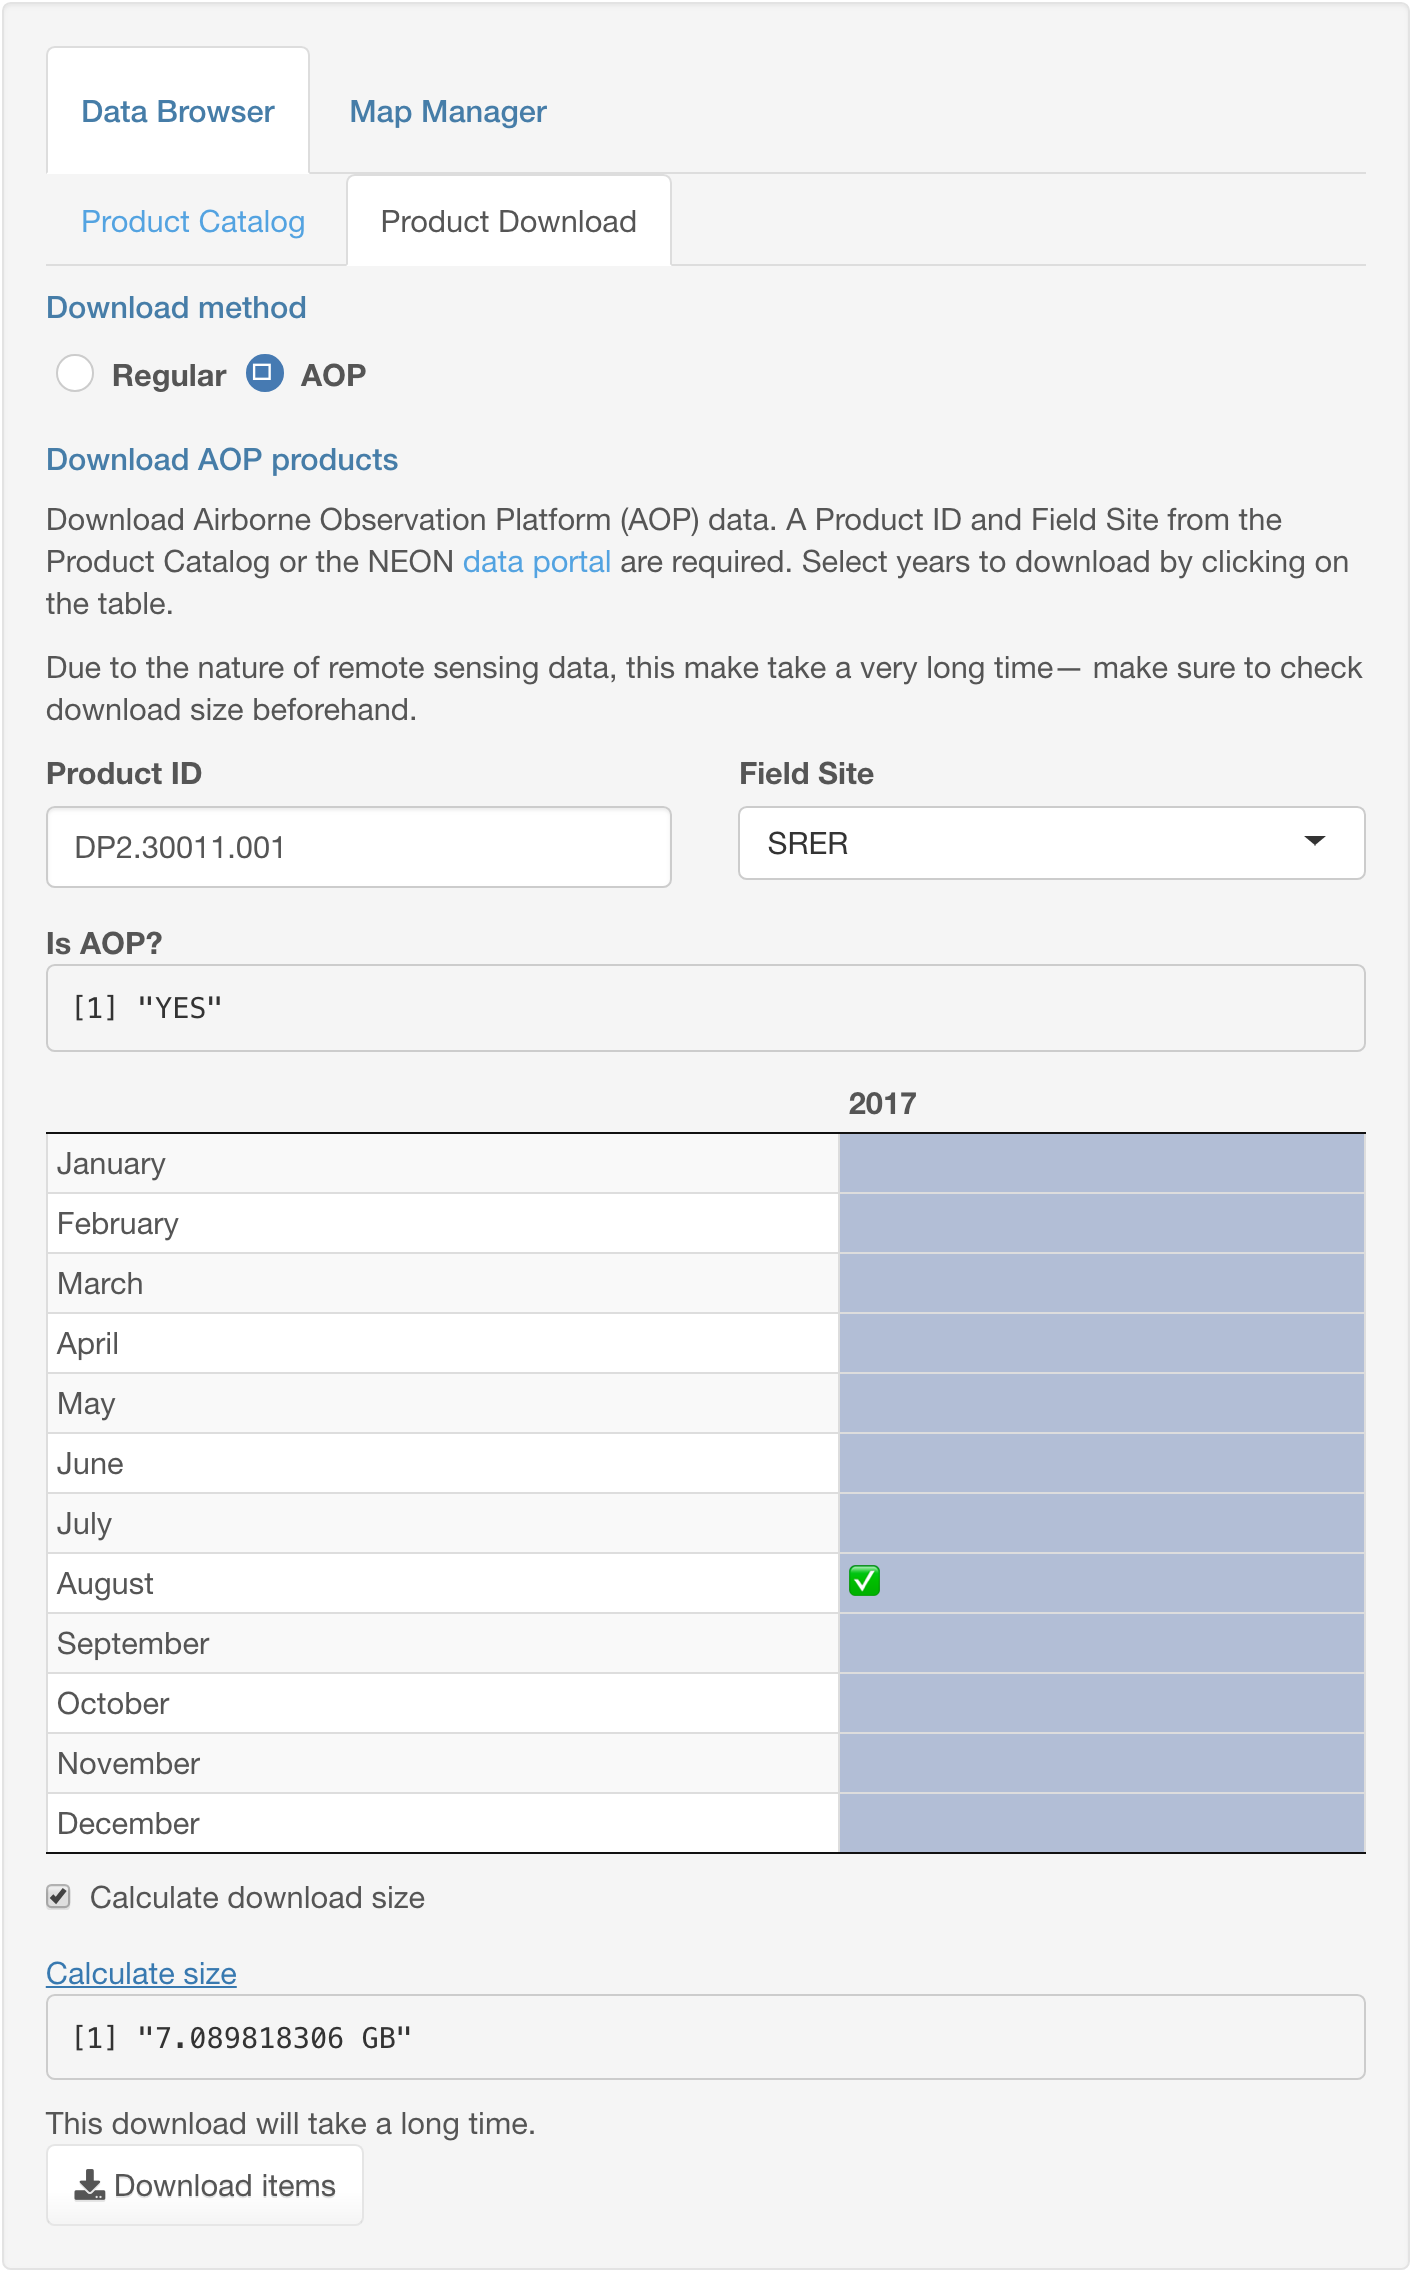 Data Browser Map Manager
Product Catalog Product Download
Download method
Regular AOP
Download AOP products
Download Airborne Observation Platform (AOP) data. A Product ID and Field Site from the
Product Catalog or the NEON data portal are required. Select years to download by clicking on
the table.
Due to the nature of remote sensing data, this make take a very long time— make sure to check
download size beforehand.
Product ID Field Site
DP2.30011.001 SRER
Is AOP?
[1] "YES"
2017
January
February
March
April
May
June
July
August ✅
September
October
November
December
Calculate download size
Calculate size
[1] "7.089818306 GB"
This download will take a long time.
Download items